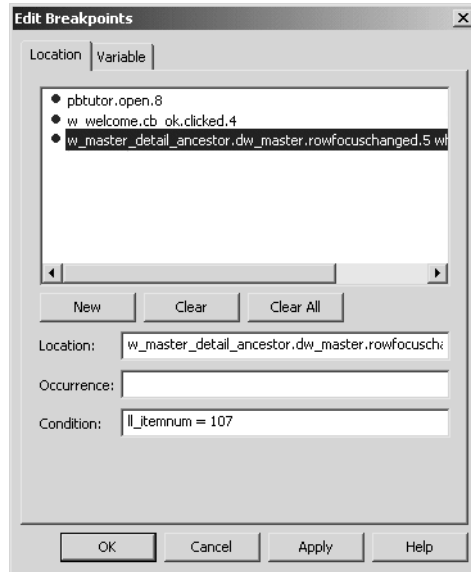 Edit Breakpoints
Location Variable
pbtutor.open.8
w_welcome.cb_ok.clicked.4
w_master_detail_ancestor.dw_master.rowfocuschanged.5 wh
New Clear Clear All
Location: w_master_detail_ancestor.dw_master.rowfocuscha
Occurrence:
Condition: ll_itemnum = 107
OK Cancel Apply Help